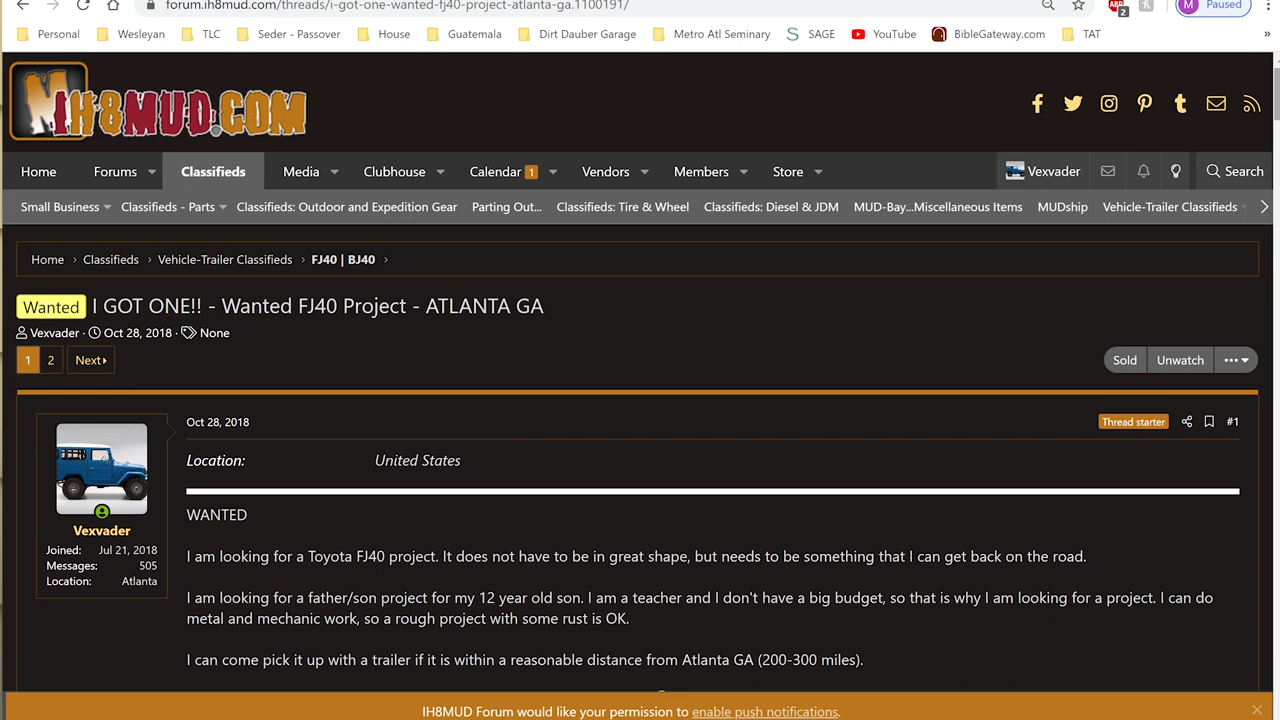 forum.ih8mud.com/threads/i-got-one-wanted-fj40-project-atlanta-ga.1100191/
ABP
2
M Paused
Personal Wesleyan TLC Seder - Passover House Guatemala Dirt Dauber Garage Metro Atl Seminary SAGE YouTube BibleGateway.com TAT »
IH8MUD.COM
Home Forums Classifieds Media Clubhouse Calendar 1 Vendors Members Store Vexvader Search
Small Business Classifieds - Parts Classifieds: Outdoor and Expedition Gear Parting Out... Classifieds: Tire & Wheel Classifieds: Diesel & JDM MUD-Bay...Miscellaneous Items MUDship Vehicle-Trailer Classifieds
Home > Classifieds > Vehicle-Trailer Classifieds > FJ40 | BJ40 >
Wanted I GOT ONE!! - Wanted FJ40 Project - ATLANTA GA
Vexvader · Oct 28, 2018 · None
1 2 Next
Sold Unwatch •••
Oct 28, 2018
Thread starter #1
Location: United States
WANTED
I am looking for a Toyota FJ40 project. It does not have to be in great shape, but needs to be something that I can get back on the road.
I am looking for a father/son project for my 12 year old son. I am a teacher and I don't have a big budget, so that is why I am looking for a project. I can do
metal and mechanic work, so a rough project with some rust is OK.
I can come pick it up with a trailer if it is within a reasonable distance from Atlanta GA (200-300 miles).
Vexvader
Joined: Jul 21, 2018
Messages: 505
Location: Atlanta
IH8MUD Forum would like your permission to enable push notifications.